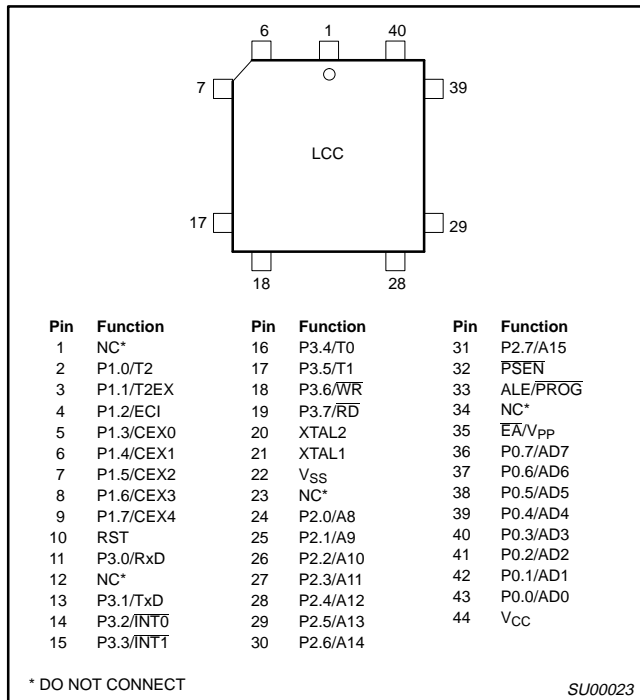 6 1 40
7 39
LCC
17 29
18 28
Pin Function
1 NC*
2 P1.0/T2
3 P1.1/T2EX
4 P1.2/ECI
5 P1.3/CEX0
6 P1.4/CEX1
7 P1.5/CEX2
8 P1.6/CEX3
9 P1.7/CEX4
10 RST
11 P3.0/RxD
12 NC*
13 P3.1/TxD
14 P3.2/I̅N̅T̅0̅
15 P3.3/I̅N̅T̅1̅
Pin Function
16 P3.4/T0
17 P3.5/T1
18 P3.6/W̅R̅
19 P3.7/R̅D̅
20 XTAL2
21 XTAL1
22 VSS
23 NC*
24 P2.0/A8
25 P2.1/A9
26 P2.2/A10
27 P2.3/A11
28 P2.4/A12
29 P2.5/A13
30 P2.6/A14
Pin Function
31 P2.7/A15
32 P̅S̅E̅N̅
33 ALE/P̅R̅O̅G̅
34 NC*
35 E̅A̅/VPP
36 P0.7/AD7
37 P0.6/AD6
38 P0.5/AD5
39 P0.4/AD4
40 P0.3/AD3
41 P0.2/AD2
42 P0.1/AD1
43 P0.0/AD0
44 VCC
* DO NOT CONNECT
SU00023